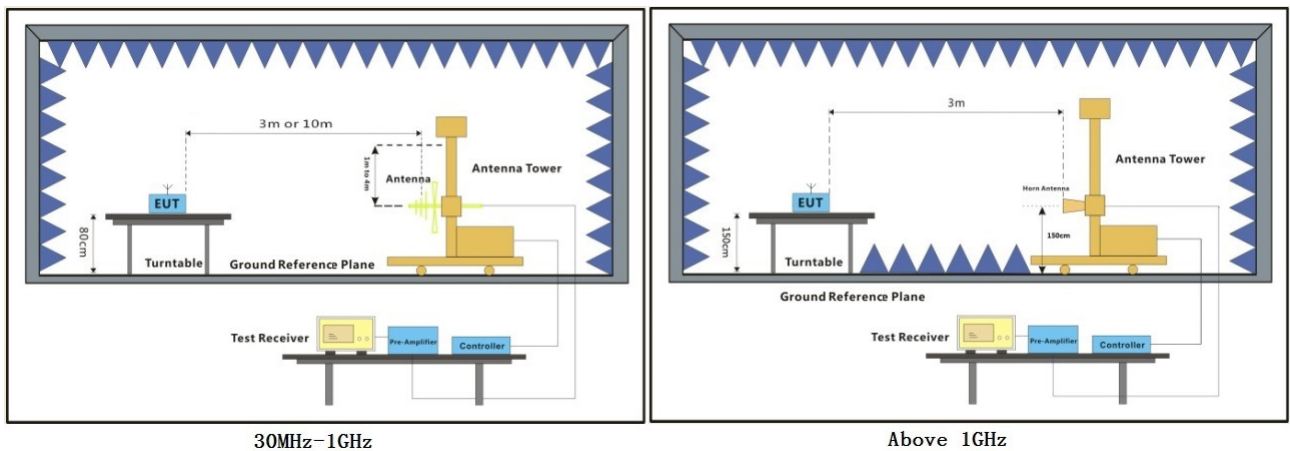 3m or 10m
1m to 4m
Antenna
Antenna Tower
EUT
80cm
Turntable
Ground Reference Plane
Test Receiver
Pre-Amplifier
Controller
30MHz-1GHz
3m
Antenna Tower
Horn Antenna
EUT
150cm
150cm
Turntable
Ground Reference Plane
Test Receiver
Pre-Amplifier
Controller
Above 1GHz